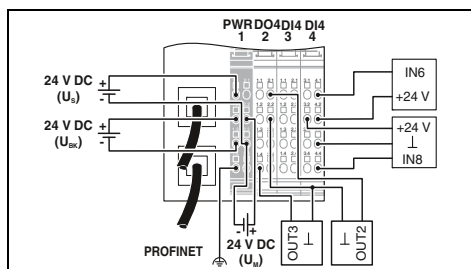 PWR DO4 DI4 DI4
1 2 3 4
24 V DC
(US)
+
-
24 V DC
(UBK)
+
-
IN6
+24 V
+24 V
⊥
IN8
- +
24 V DC
(UM)
PROFINET
OUT3
⊥
⊥
OUT2